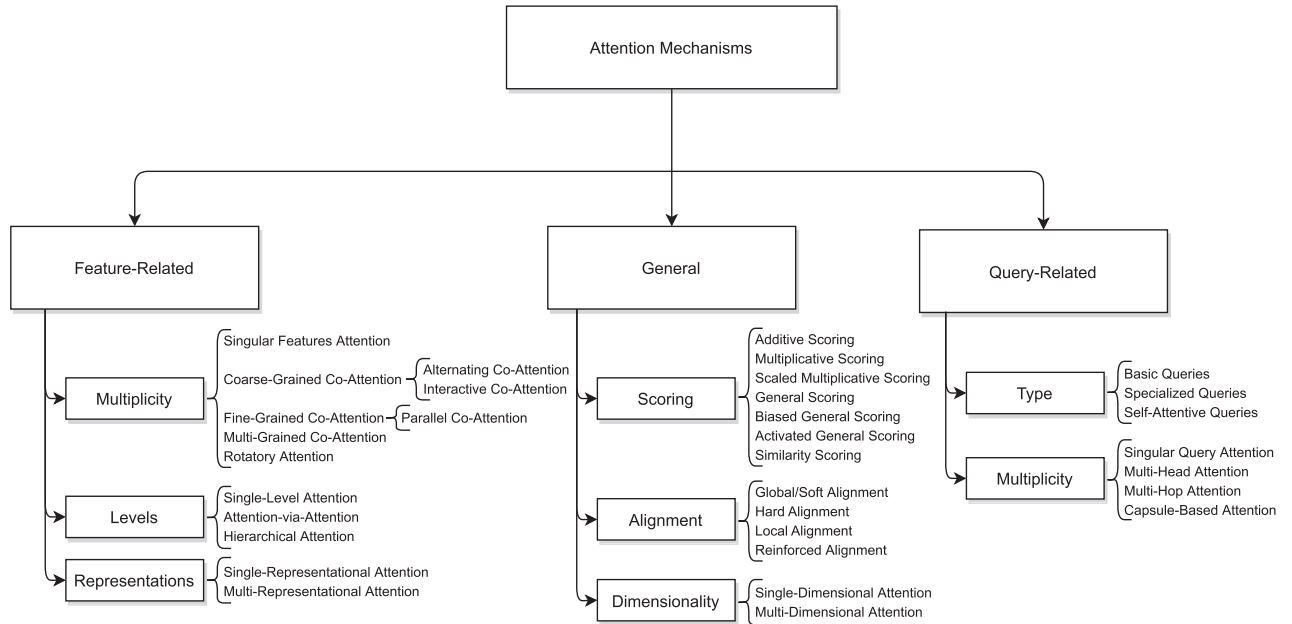 Attention Mechanisms
Feature-Related
Multiplicity
Singular Features Attention
Coarse-Grained Co-Attention
Alternating Co-Attention
Interactive Co-Attention
Fine-Grained Co-Attention
Parallel Co-Attention
Multi-Grained Co-Attention
Rotatory Attention
Levels
Single-Level Attention
Attention-via-Attention
Hierarchical Attention
Representations
Single-Representational Attention
Multi-Representational Attention
General
Scoring
Additive Scoring
Multiplicative Scoring
Scaled Multiplicative Scoring
General Scoring
Biased General Scoring
Activated General Scoring
Similarity Scoring
Alignment
Global/Soft Alignment
Hard Alignment
Local Alignment
Reinforced Alignment
Dimensionality
Single-Dimensional Attention
Multi-Dimensional Attention
Query-Related
Type
Basic Queries
Specialized Queries
Self-Attentive Queries
Multiplicity
Singular Query Attention
Multi-Head Attention
Multi-Hop Attention
Capsule-Based Attention